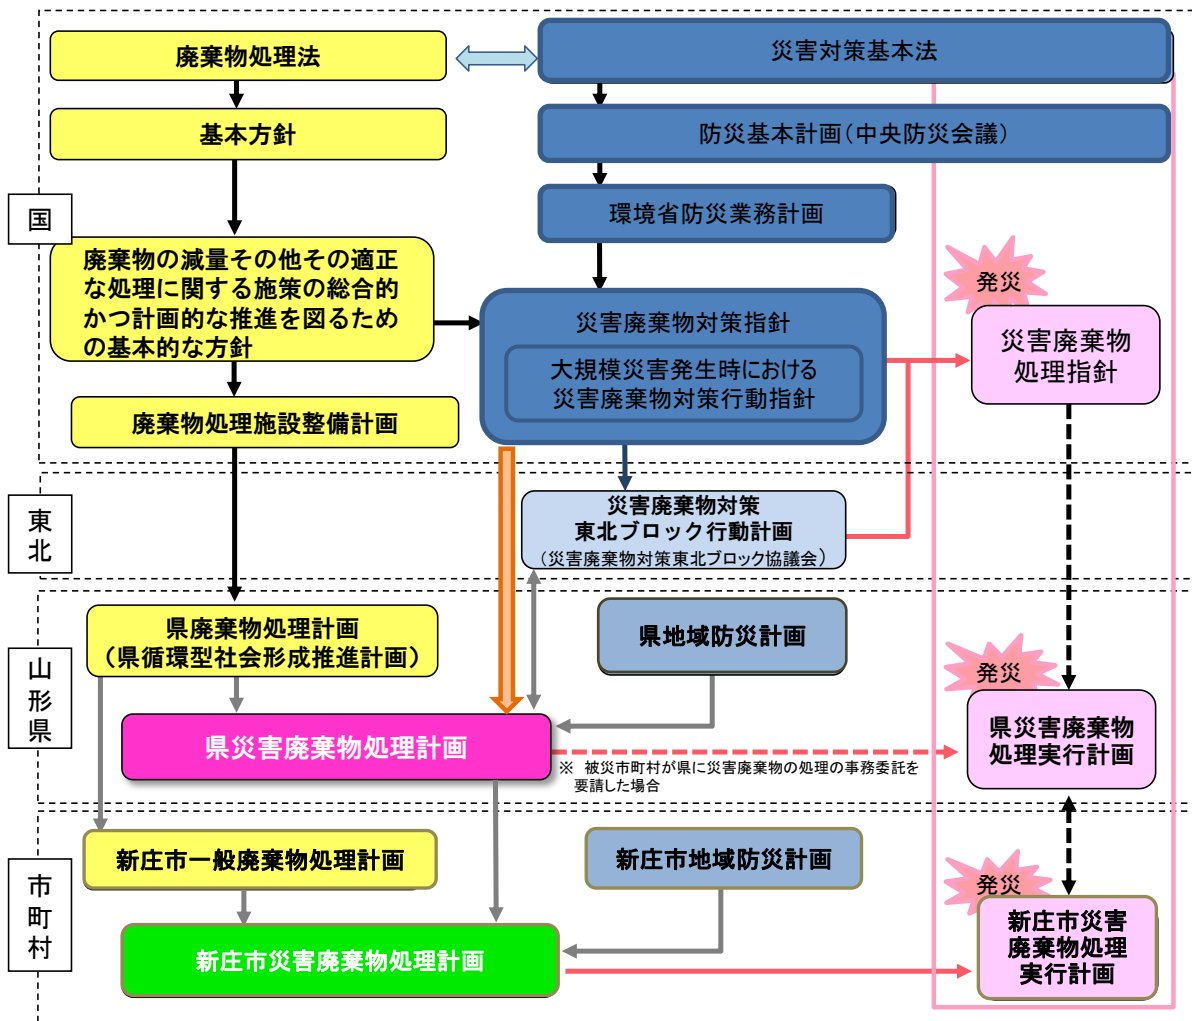 廃棄物処理法
災害対策基本法
基本方針
防災基本計画（中央防災会議）
国
環境省防災業務計画
廃棄物の減量その他その適正
な処理に関する施策の総合的
かつ計画的な推進を図るため
の基本的な方針
発災
災害廃棄物対策指針
大規模災害発生時における
災害廃棄物対策行動指針
災害廃棄物
処理指針
廃棄物処理施設整備計画
東
北
災害廃棄物対策
東北ブロック行動計画
（災害廃棄物対策東北ブロック協議会）
山
形
県
県廃棄物処理計画
（県循環型社会形成推進計画）
県地域防災計画
発災
県災害廃棄物処理計画
県災害廃棄物
処理実行計画
※ 被災市町村が県に災害廃棄物の処理の事務委託を
要請した場合
市
町
村
新庄市一般廃棄物処理計画
新庄市地域防災計画
発災
新庄市災害廃棄物処理計画
新庄市災害
廃棄物処理
実行計画